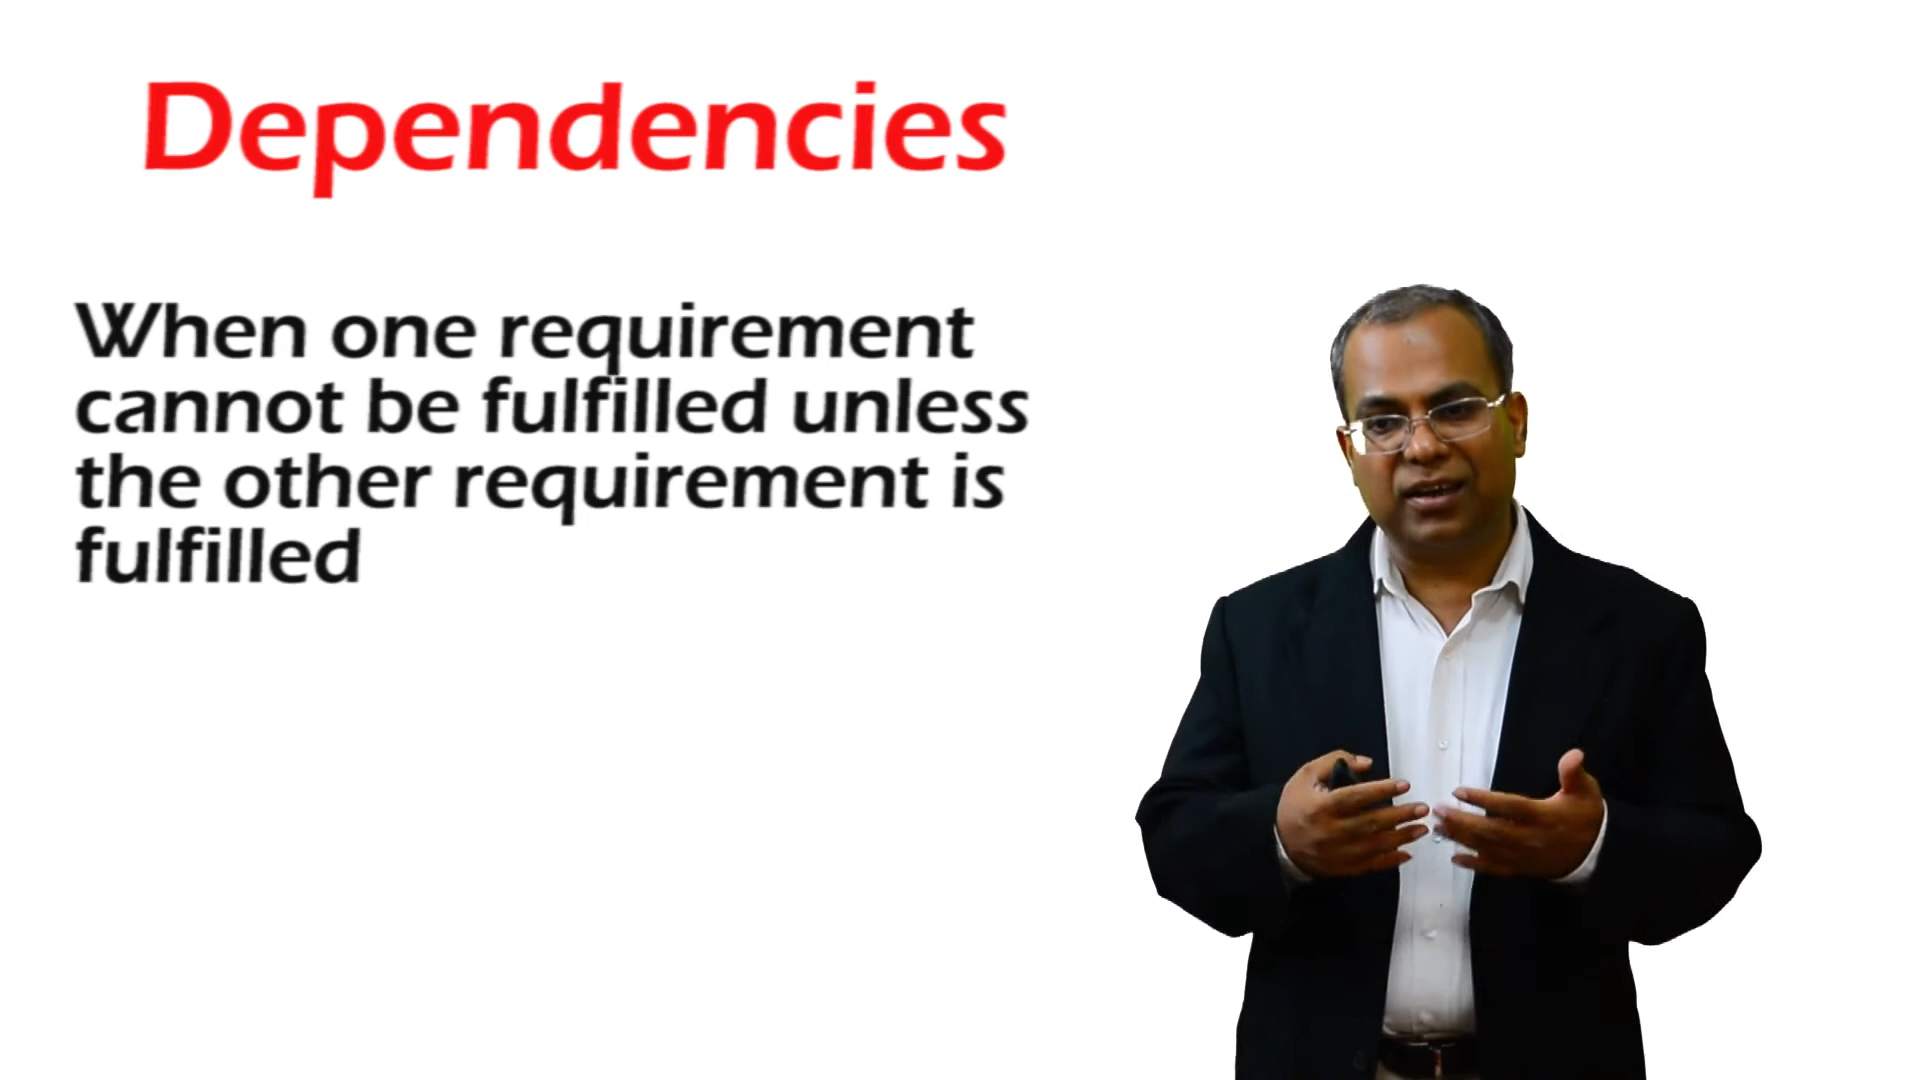 Dependencies
When one requirement
cannot be fulfilled unless
the other requirement is
fulfilled